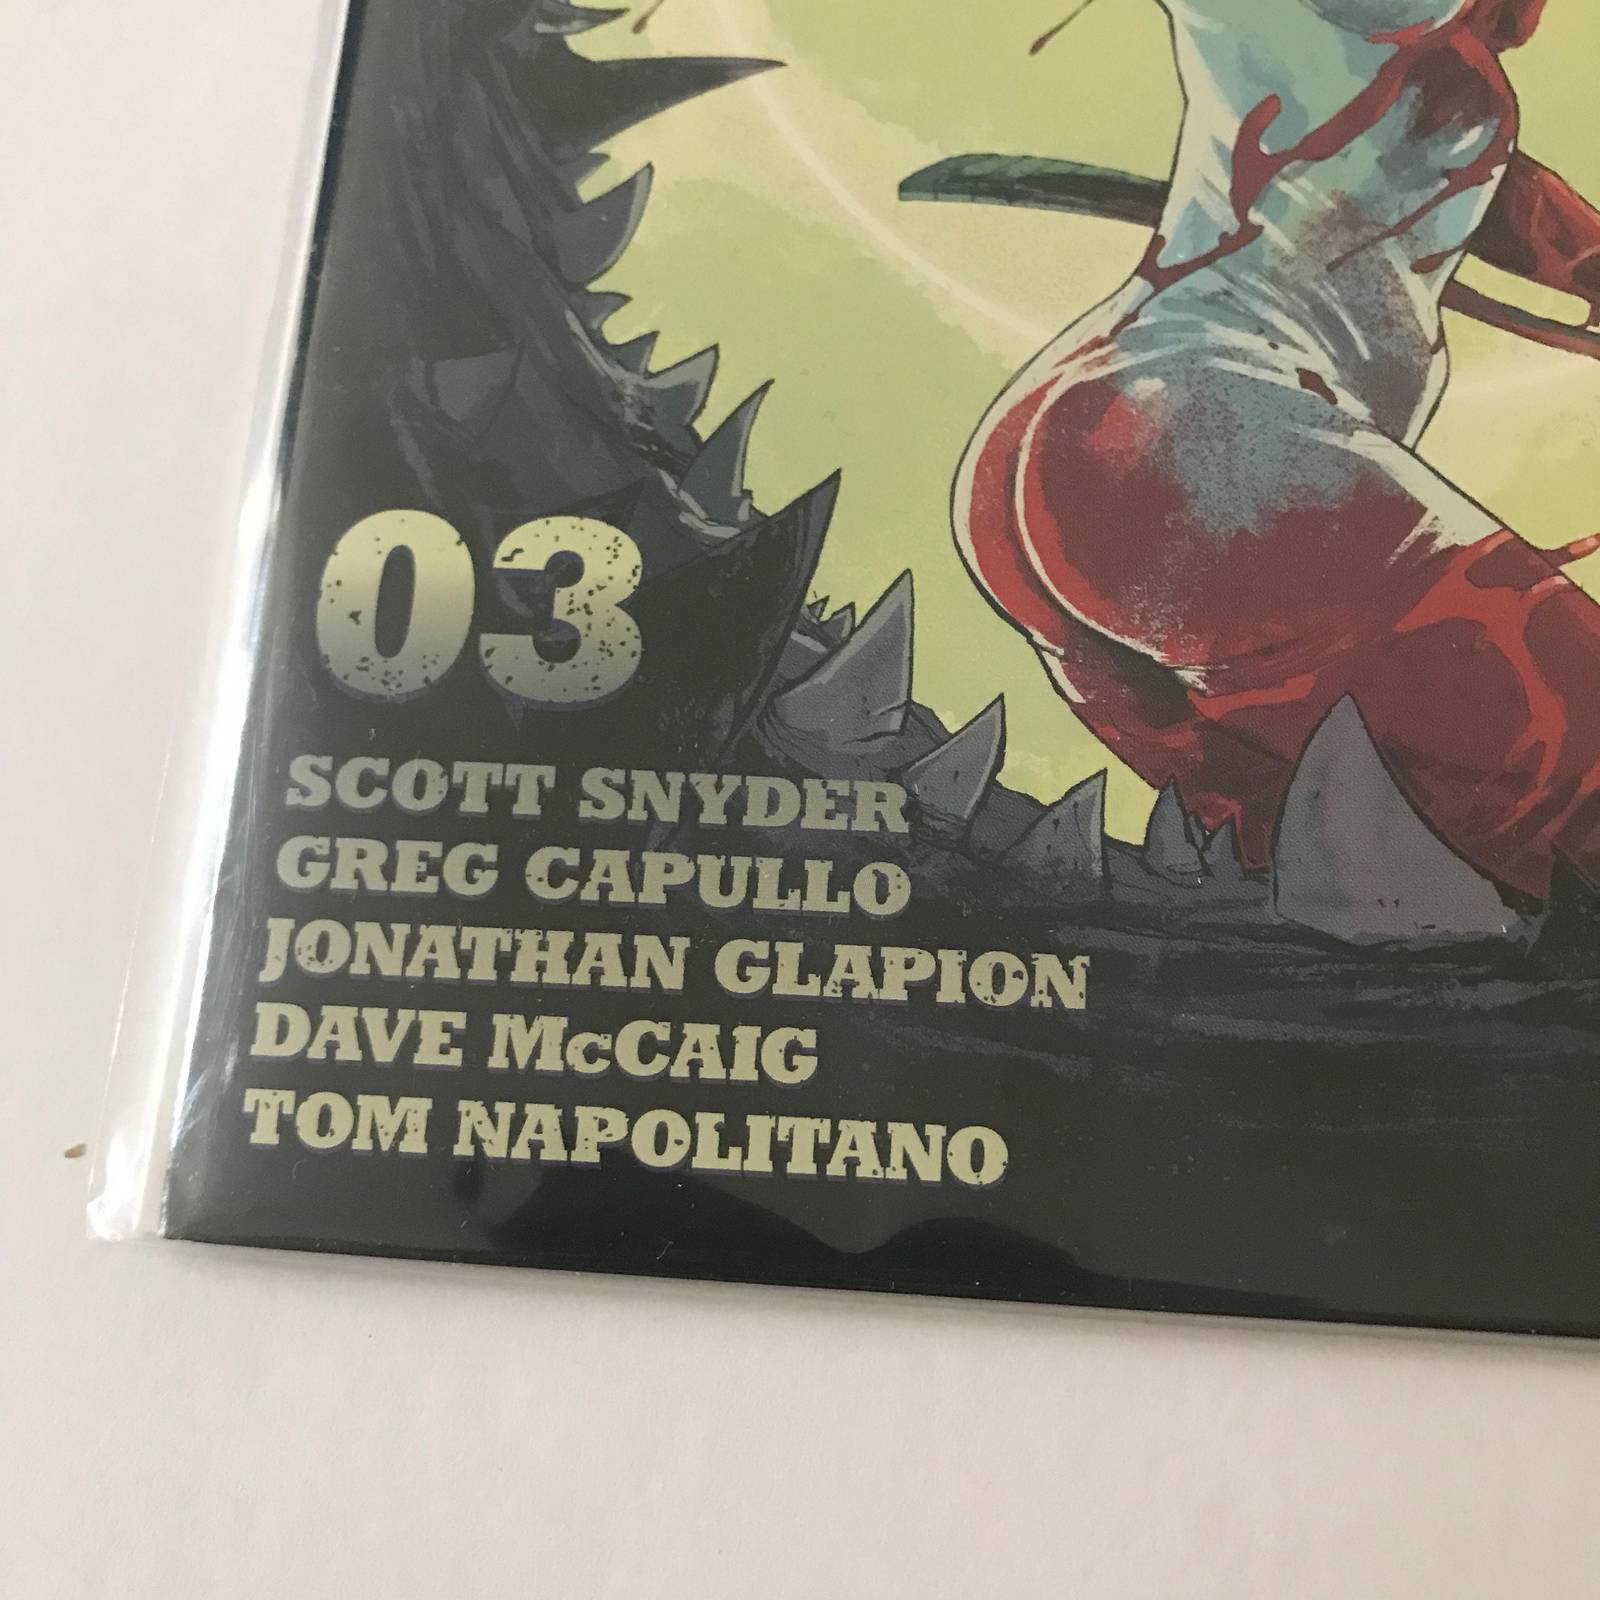 03
SCOTT SNYDER
GREG CAPULLO
JONATHAN GLAPION
DAVE McCAIG
TOM NAPOLITANO